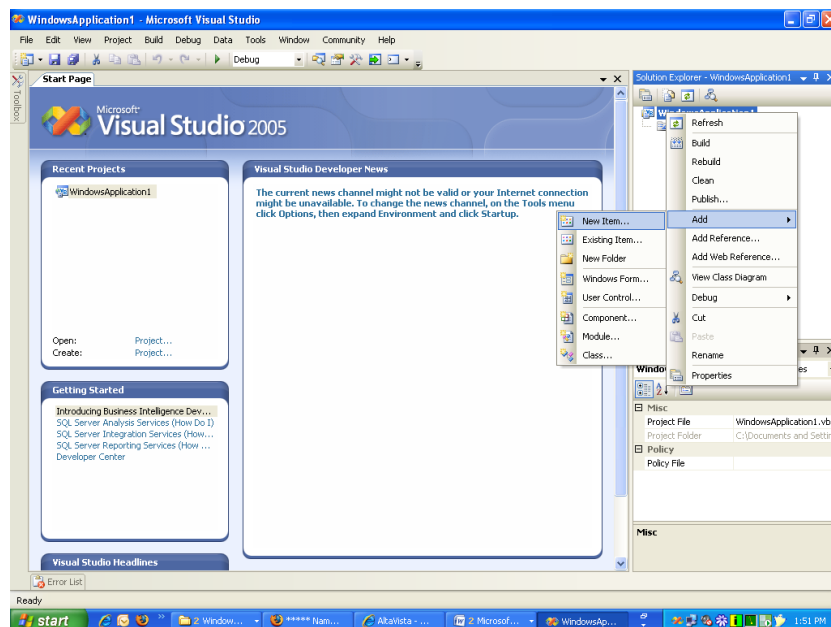 WindowsApplication1 - Microsoft Visual Studio
File Edit View Project Build Debug Data Tools Window Community Help
Debug
Toolbox
Start Page
Microsoft
Visual Studio 2005
Recent Projects
WindowsApplication1
Open: Project...
Create: Project...
Getting Started
Introducing Business Intelligence Dev...
SQL Server Analysis Services (How Do I)
SQL Server Integration Services (How...
SQL Server Reporting Services (How ...
Developer Center
Visual Studio Headlines
Visual Studio Developer News
The current news channel might not be valid or your Internet connection
might be unavailable. To change the news channel, on the Tools menu
click Options, then expand Environment and click Startup.
Solution Explorer - WindowsApplication1
WindowsApplication1
Refresh
Build
Rebuild
Clean
Publish...
Add
Add Reference...
Add Web Reference...
View Class Diagram
Debug
Cut
Paste
Rename
Properties
New Item...
Existing Item...
New Folder
Windows Form...
User Control...
Component...
Module...
Class...
Windo es
Misc
Project File WindowsApplication1.vb
Project Folder C:\Documents and Settin
Policy
Policy File
Misc
Error List
Ready
start 2 Window... ***** Nam... AltaVista - ... 2 Microsof... WindowsAp... 1:51 PM